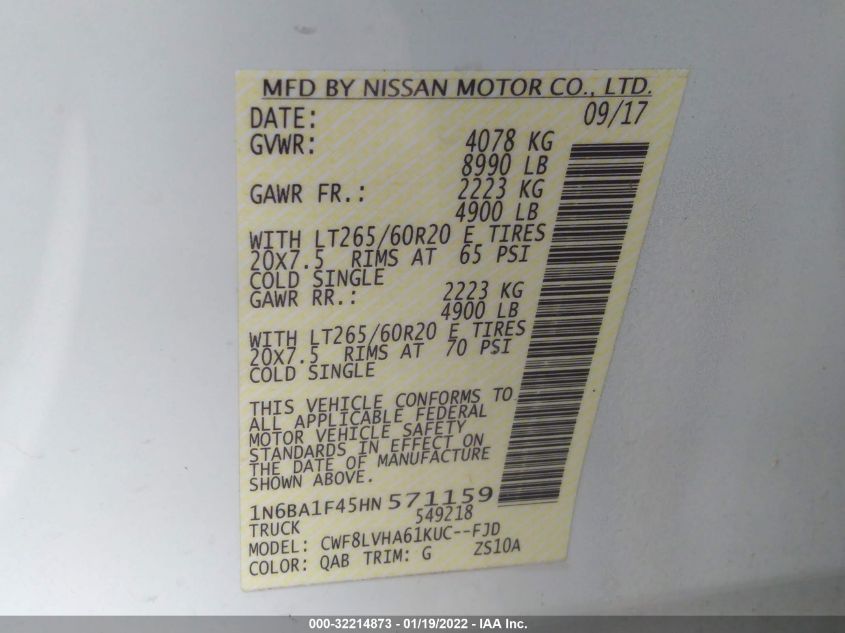 MFD BY NISSAN MOTOR CO., LTD.
DATE: 09/17
GVWR: 4078 KG
8990 LB
GAWR FR.: 2223 KG
4900 LB
WITH LT265/60R20 E TIRES
20X7.5 RIMS AT 65 PSI
COLD SINGLE
GAWR RR.: 2223 KG
4900 LB
WITH LT265/60R20 E TIRES
20X7.5 RIMS AT 70 PSI
COLD SINGLE
THIS VEHICLE CONFORMS TO
ALL APPLICABLE FEDERAL
MOTOR VEHICLE SAFETY
STANDARDS IN EFFECT ON
THE DATE OF MANUFACTURE
SHOWN ABOVE.
1N6BA1F45HN571159
TRUCK 549218
MODEL: CWF8LVHA61KUC--FJD
COLOR: QAB TRIM: G ZS10A
000-32214873 — 01/19/2022 — IAA Inc.